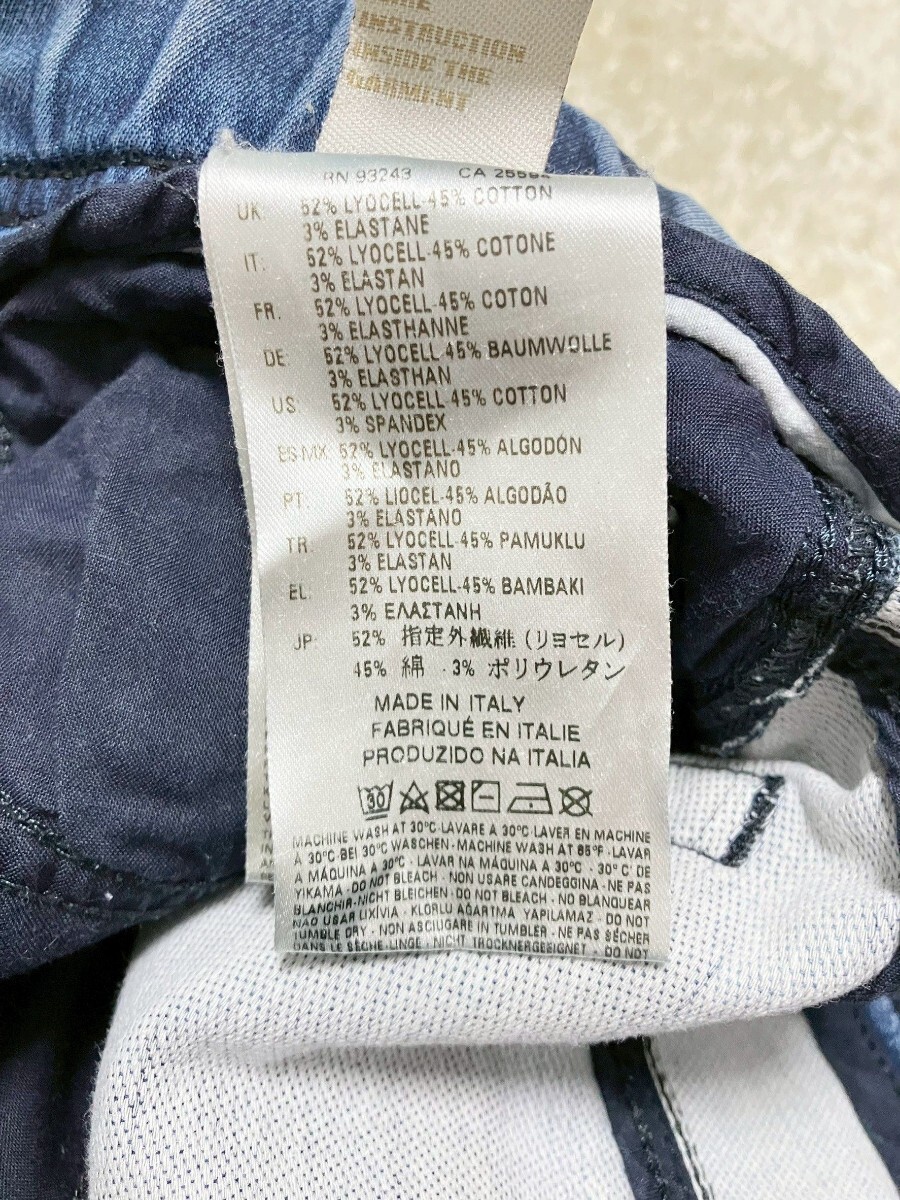 INSTRUCTION
INSIDE THE
GARMENT
RN 93243 CA
UK: 52% LYOCELL-45% COTTON
3% ELASTANE
IT: 52% LYOCELL-45% COTONE
3% ELASTAN
FR: 52% LYOCELL-45% COTON
3% ELASTHANNE
DE: 52% LYOCELL-45% BAUMWOLLE
3% ELASTHAN
US: 52% LYOCELL-45% COTTON
3% SPANDEX
ES-MX 52% LYOCELL-45% ALGODÓN
3% ELASTANO
PT: 52% LIOCEL-45% ALGODÃO
3% ELASTANO
TR: 52% LYOCELL-45% PAMUKLU
3% ELASTAN
EL: 52% LYOCELL-45% BAMBAKI
3% ΕΛΑΣΤΑΝΗ
JP: 52% 指定外繊維 (リヨセル)
45% 綿 - 3% ポリウレタン
MADE IN ITALY
FABRIQUÉ EN ITALIE
PRODUZIDO NA ITALIA
30
MACHINE WASH AT 30°C-LAVARE A 30°C-LAVER EN MACHINE
A 30°C-BEI 30°C WASCHEN-MACHINE WASH AT 85°F-LAVAR
A MÁQUINA A 30°C - LAVAR NA MÁQUINA A 30°C - 30°C' DE
YIKAMA - DO NOT BLEACH - NON USARE CANDEGGINA - NE PAS
BLANCHIR-NICHT BLEICHEN - DO NOT BLEACH - NO BLANQUEAR
NÃO USAR LIXÍVIA - KLORLU AĞARTMA YAPILAMAZ - DO NOT
TUMBLE DRY - NON ASCIUGARE IN TUMBLER - NE PAS SÉCHER
DANS LE SÈCHE-LINGE - NICHT TROCKNERGEEIGNET - DO NOT